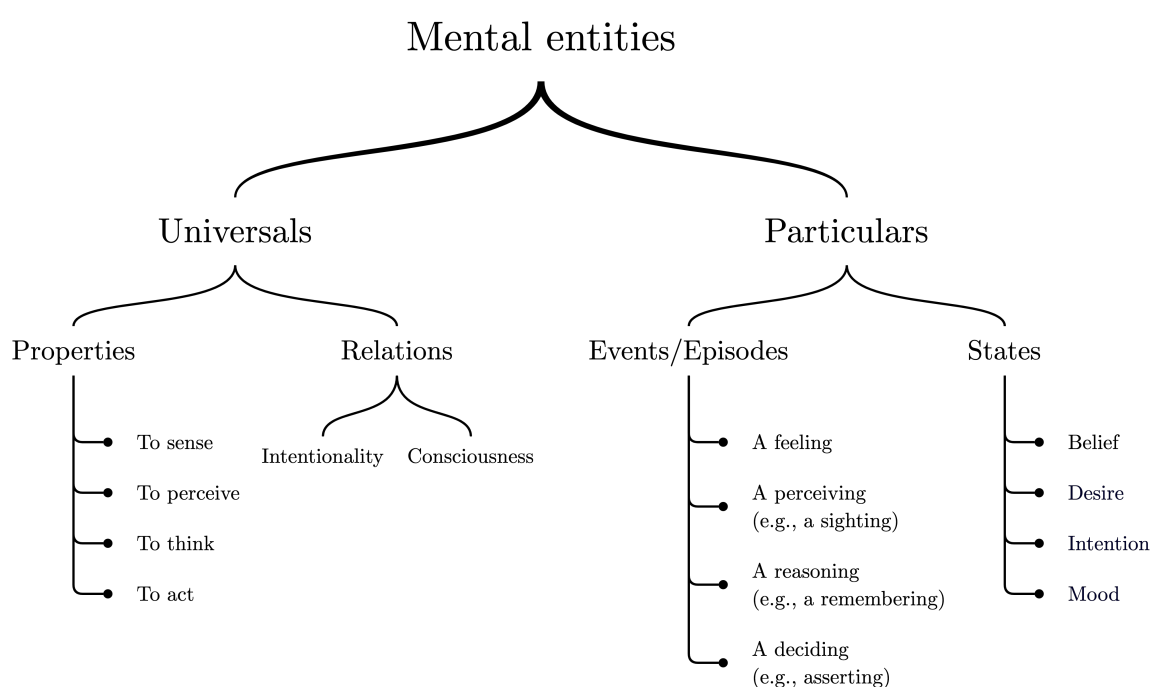 Mental entities
Universals
Particulars
Properties
Relations
Events/Episodes
States
To sense
To perceive
To think
To act
Intentionality
Consciousness
A feeling
A perceiving
(e.g., a sighting)
A reasoning
(e.g., a remembering)
A deciding
(e.g., asserting)
Belief
Desire
Intention
Mood